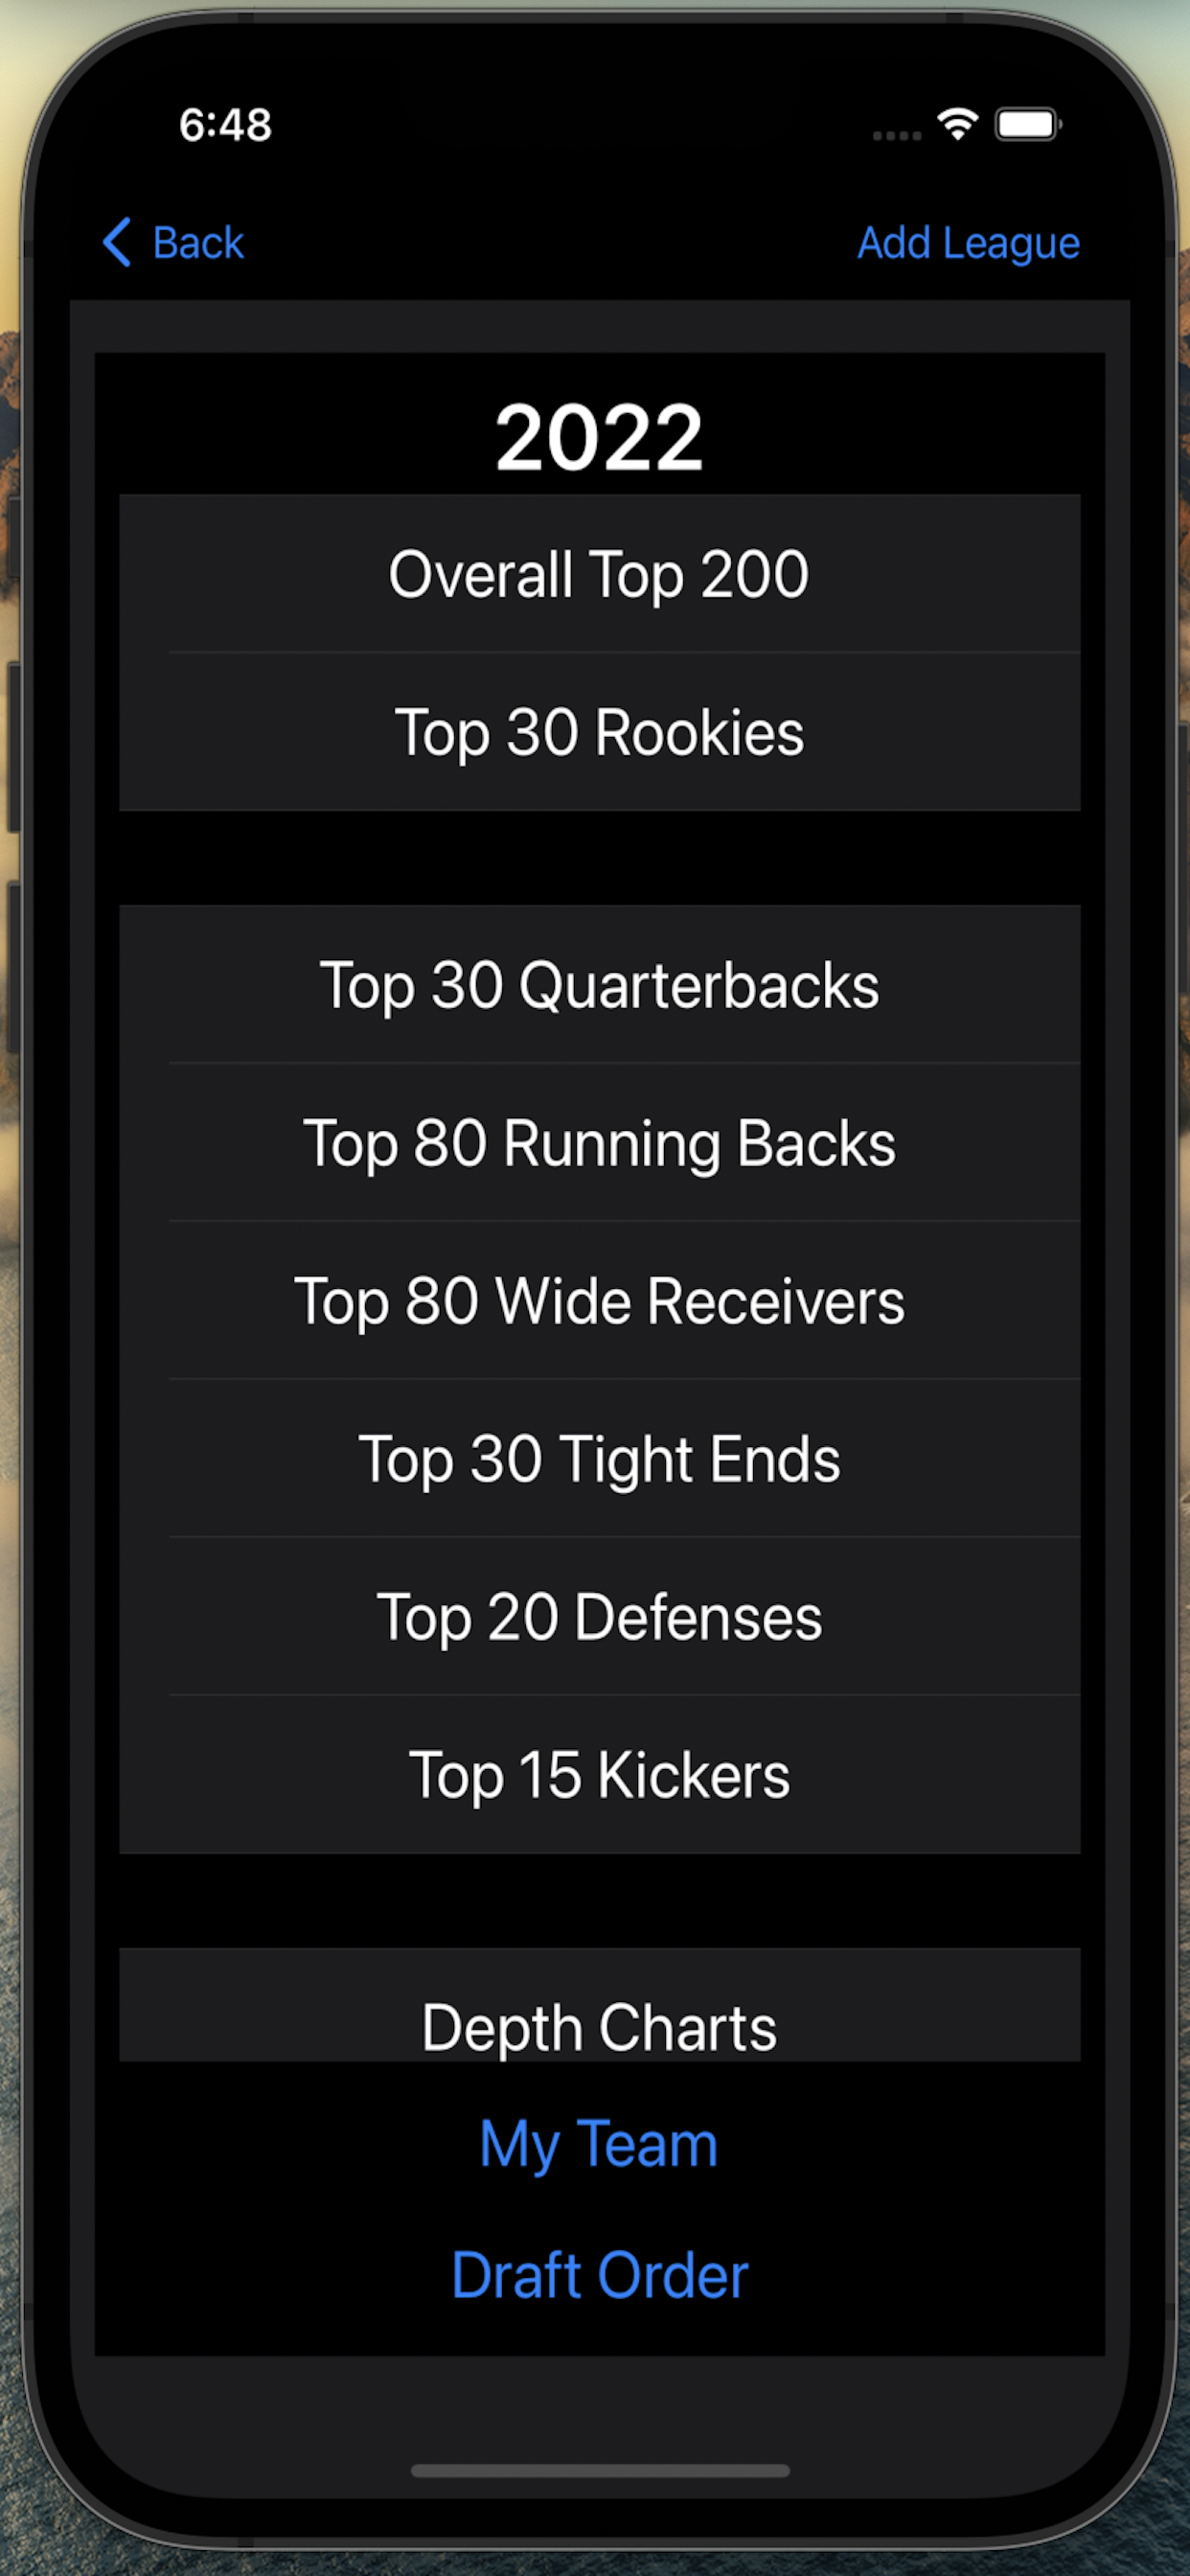 6:48
Back
Add League
2022
Overall Top 200
Top 30 Rookies
Top 30 Quarterbacks
Top 80 Running Backs
Top 80 Wide Receivers
Top 30 Tight Ends
Top 20 Defenses
Top 15 Kickers
Depth Charts
My Team
Draft Order